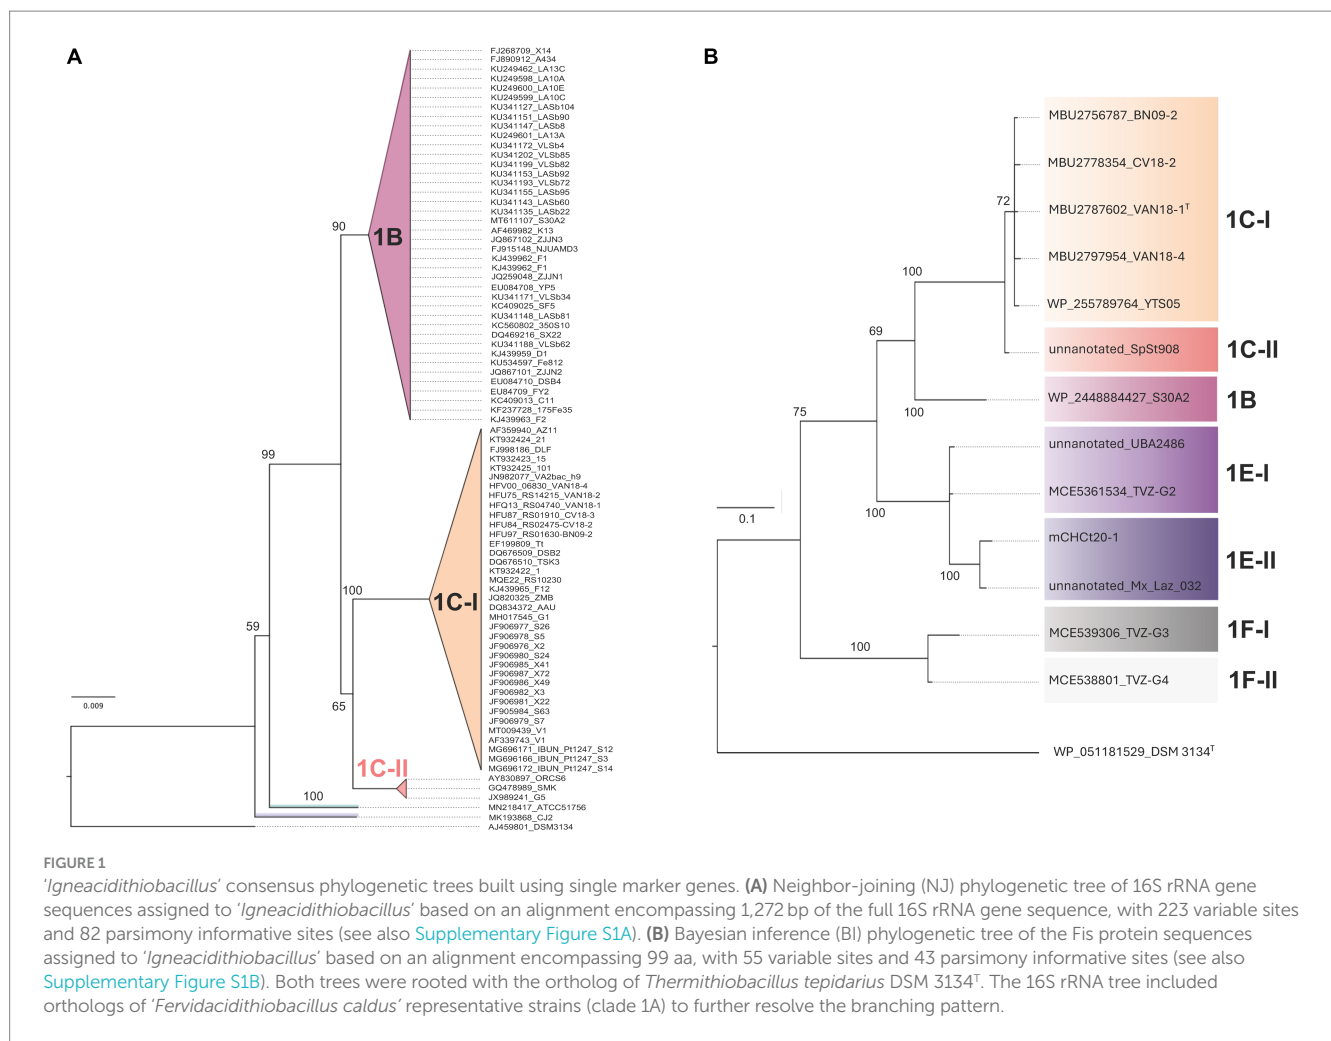 A
FJ268709_X14
FJ890912_A434
KU249462_LA13C
KU249598_LA10A
KU249600_LA10E
KU249599_LA10C
KU341127_LASb104
KU341151_LASb90
KU341147_LASb8
KU249601_LA13A
KU341172_VLSb4
KU341202_VLSb85
KU341199_VLSb82
KU341153_LASb92
KU341193_VLSb72
KU341155_LASb95
KU341143_LASb60
KU341135_LASb22
MT611107_S30A2
AF469982_K13
JQ867102_ZJJN3
FJ915148_NJUAMD3
KJ439962_F1
KJ439962_F1
JQ259048_ZJJN1
EU084708_YP5
KU341171_VLSb34
KC409025_SF5
KU341148_LASb81
KC560802_350S10
DQ469216_SX22
KU341188_VLSb62
KJ439959_D1
KU534597_Fe812
JQ867101_ZJJN2
EU084710_DSB4
EU84709_FY2
KC409013_C11
KF237728_175Fe35
KJ439963_F2
AF359940_AZ11
KT932424_21
FJ998186_DLF
KT932423_15
KT932425_101
JN982077_VA2bac_h9
HFV00_06830_VAN18-4
HFU75_RS14215_VAN18-2
HFQ13_RS04740_VAN18-1
HFU87_RS01910_CV18-3
HFU84_RS02475-CV18-2
HFU97_RS01630-BN09-2
EF199809_Tt
DQ676509_DSB2
DQ676510_TSK3
KT932422_1
MQE22_RS10230
KJ439965_F12
JQ820325_ZMB
DQ834372_AAU
MH017545_G1
JF906977_S26
JF906978_S5
JF906976_X2
JF906980_S24
JF906985_X41
JF906987_X72
JF906986_X49
JF906982_X3
JF906981_X22
JF905984_S63
JF906979_S7
MT009439_V1
AF339743_V1
MG696171_IBUN_Pt1247_S12
MG696166_IBUN_Pt1247_S3
MG696172_IBUN_Pt1247_S14
AY830897_ORCS6
GQ478989_SMK
JX989241_G5
MN218417_ATCC51756
MK193868_CJ2
AJ459801_DSM3134
90
1B
99
100
1C-I
59
65
1C-II
100
0.009
B
MBU2756787_BN09-2
MBU2778354_CV18-2
MBU2787602_VAN18-1ᵀ
MBU2797954_VAN18-4
WP_255789764_YTS05
unnanotated_SpSt908
WP_2448884427_S30A2
unnanotated_UBA2486
MCE5361534_TVZ-G2
mCHCt20-1
unnanotated_Mx_Laz_032
MCE539306_TVZ-G3
MCE538801_TVZ-G4
WP_051181529_DSM 3134ᵀ
72
100
69
100
75
100
100
100
0.1
1C-I
1C-II
1B
1E-I
1E-II
1F-I
1F-II
FIGURE 1
'Igneacidithiobacillus' consensus phylogenetic trees built using single marker genes. (A) Neighbor-joining (NJ) phylogenetic tree of 16S rRNA gene
sequences assigned to 'Igneacidithiobacillus' based on an alignment encompassing 1,272 bp of the full 16S rRNA gene sequence, with 223 variable sites
and 82 parsimony informative sites (see also Supplementary Figure S1A). (B) Bayesian inference (BI) phylogenetic tree of the Fis protein sequences
assigned to 'Igneacidithiobacillus' based on an alignment encompassing 99 aa, with 55 variable sites and 43 parsimony informative sites (see also
Supplementary Figure S1B). Both trees were rooted with the ortholog of Thermithiobacillus tepidarius DSM 3134ᵀ. The 16S rRNA tree included
orthologs of 'Fervidacidithiobacillus caldus' representative strains (clade 1A) to further resolve the branching pattern.